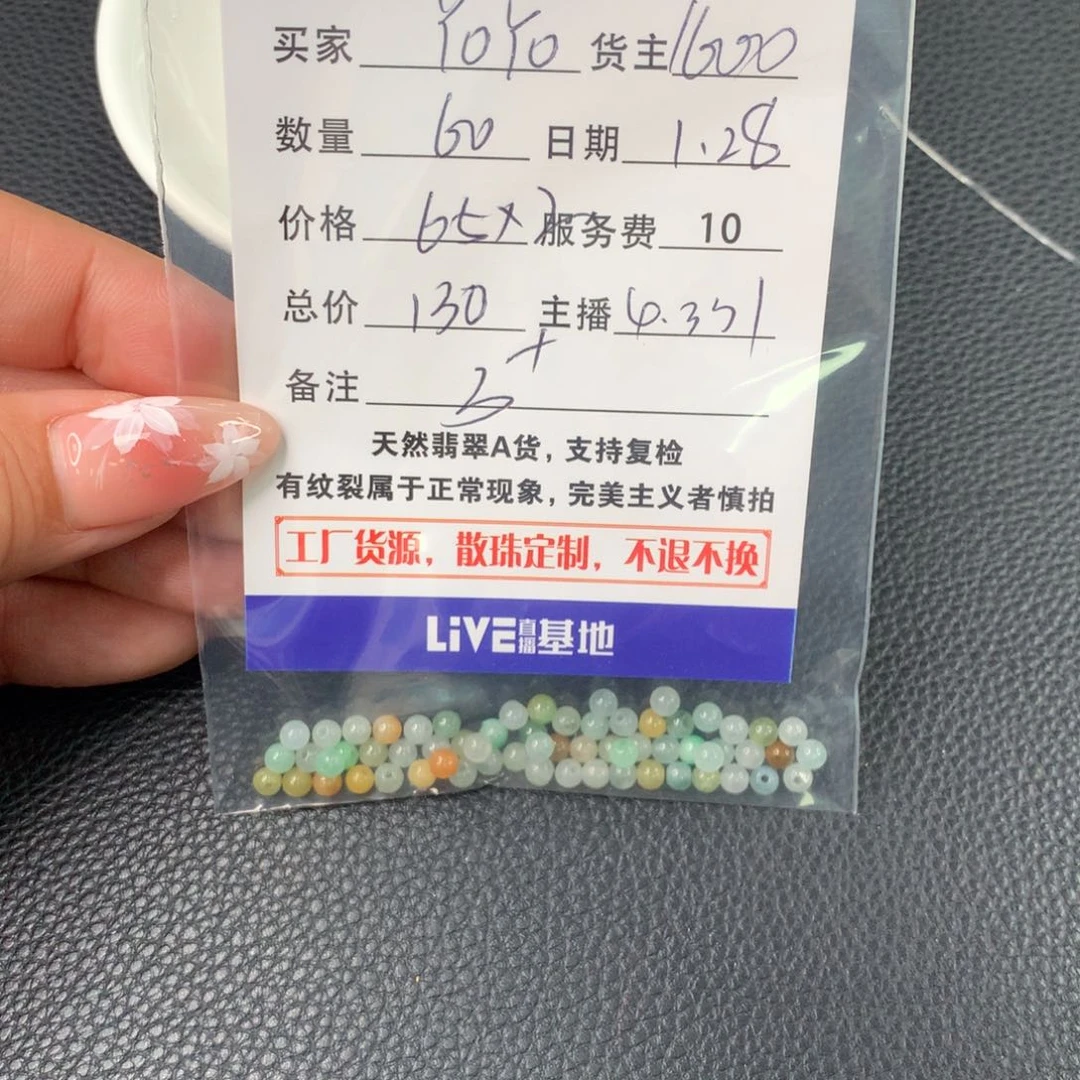 买家 YoYo 货主 1600
数量 60 日期 1.28
价格 65x2 服务费 10
总价 130 主播
备注
天然翡翠A货，支持复检
有纹裂属于正常现象，完美主义者慎拍
工厂货源，散珠定制，不退不换
LiVE直播基地